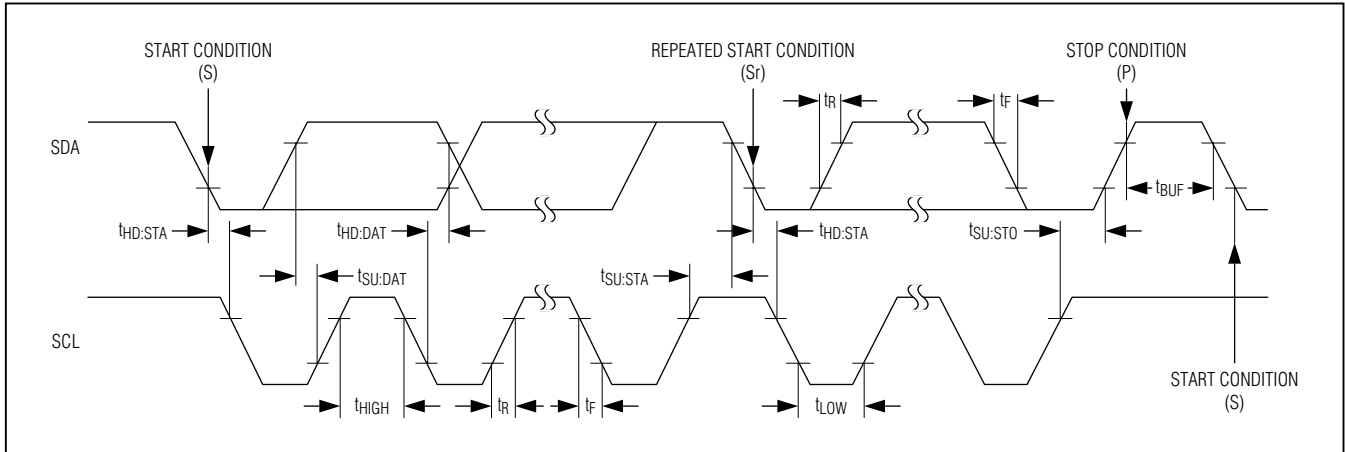 START CONDITION
(S)
REPEATED START CONDITION
(Sr)
STOP CONDITION
(P)
tR
tF
SDA
tBUF
tHD:STA
tHD:DAT
tHD:STA
tSU:STO
tSU:DAT
tSU:STA
SCL
START CONDITION
(S)
tHIGH
tR
tF
tLOW